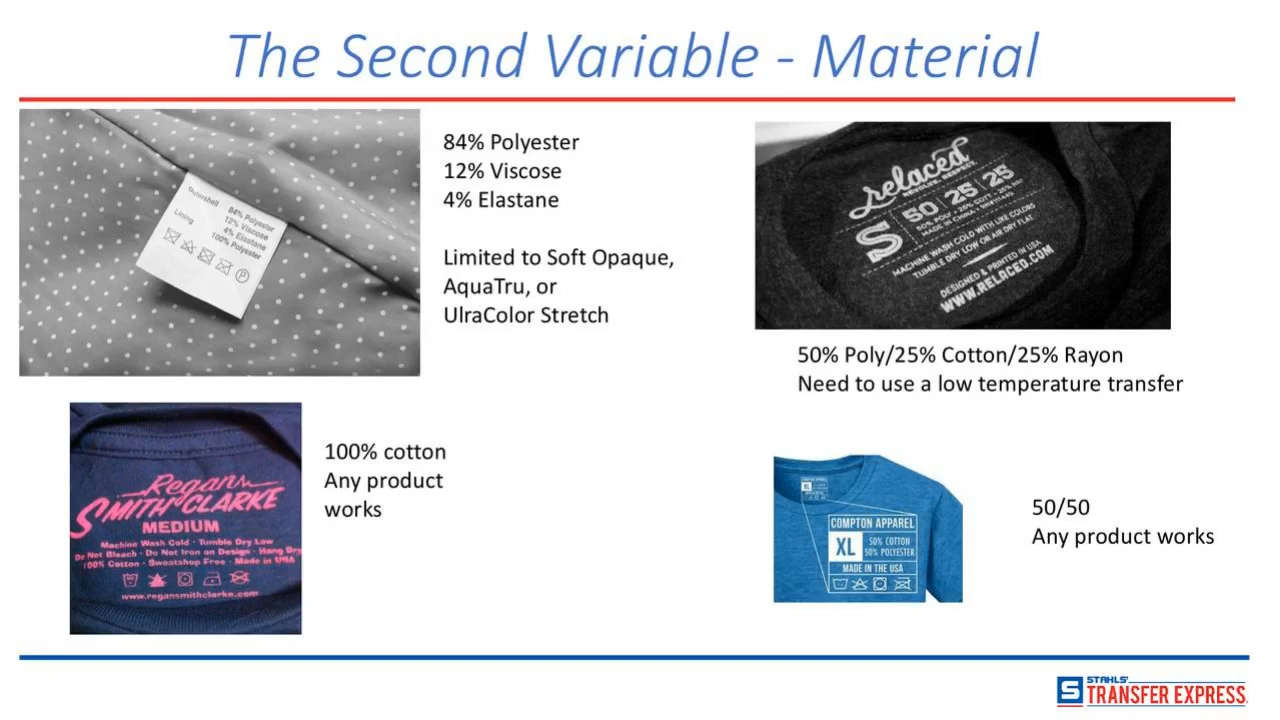 The Second Variable - Material
Outershell
84% Polyester
12% Viscose
4% Elastane
Lining
100% Polyester
P
84% Polyester
12% Viscose
4% Elastane
Limited to Soft Opaque,
AquaTru, or
UlraColor Stretch
relaced
S
50 25 25
50% POLY • 25% COTT •
MADE IN CHINA •
MACHINE WASH COLD WITH LIKE COLORS
TUMBLE DRY LOW OR AIR DRY FLAT
DESIGNED & PRINTED IN USA
WWW.RELACED.COM
50% Poly/25% Cotton/25% Rayon
Need to use a low temperature transfer
Regans
SMITH CLARKE
MEDIUM
Machine Wash Cold · Tumble Dry Low
Do Not Bleach · Do Not Iron on Design · Hang Dry
100% Cotton · Sweatshop Free · Made in USA
www.regansmithclarke.com
100% cotton
Any product
works
COMPTON APPAREL
XL
50% COTTON
50% POLYESTER
MADE IN THE USA
50/50
Any product works
S STAHLS'
TRANSFER EXPRESS